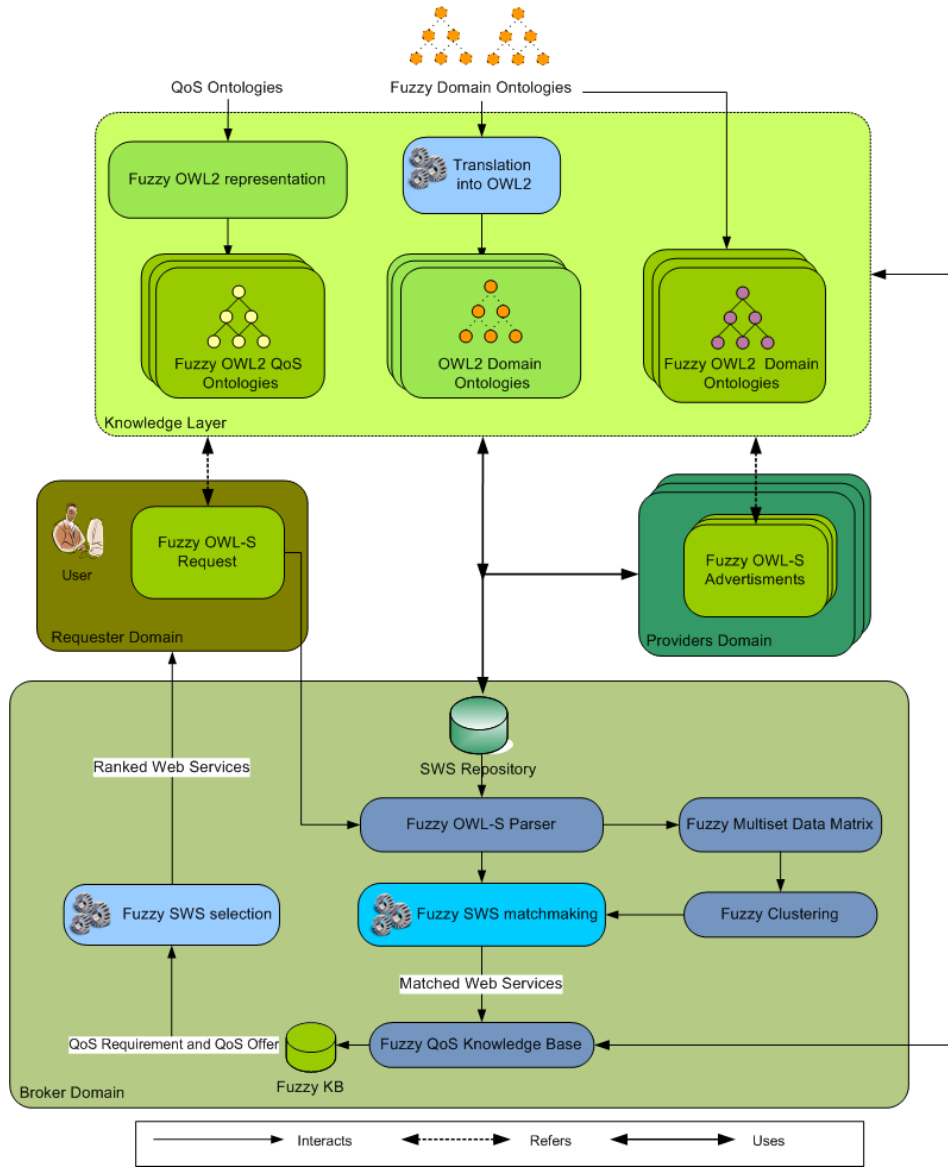 QoS Ontologies
Fuzzy Domain Ontologies
Fuzzy OWL2 representation
Translation
into OWL2
Fuzzy OWL2 QoS
Ontologies
OWL2 Domain
Ontologies
Fuzzy OWL2 Domain
Ontologies
Knowledge Layer
User
Fuzzy OWL-S
Request
Requester Domain
Fuzzy OWL-S
Advertisments
Providers Domain
SWS Repository
Ranked Web Services
Fuzzy OWL-S Parser
Fuzzy Multiset Data Matrix
Fuzzy SWS selection
Fuzzy SWS matchmaking
Fuzzy Clustering
Matched Web Services
QoS Requirement and QoS Offer
Fuzzy KB
Fuzzy QoS Knowledge Base
Broker Domain
Interacts
Refers
Uses